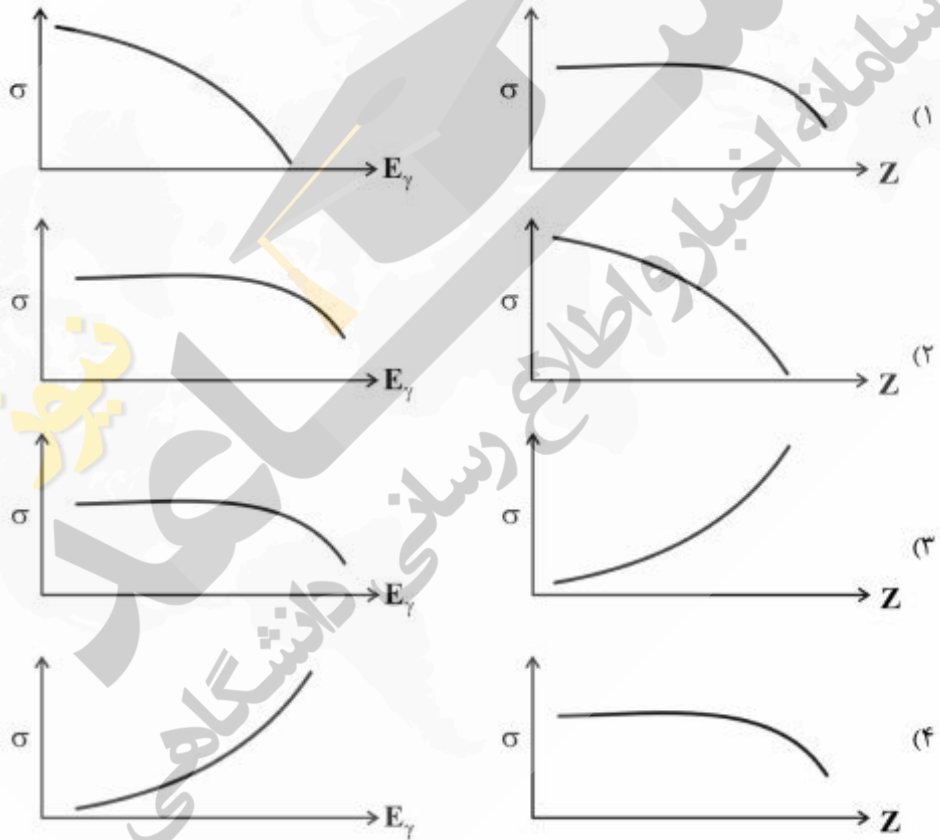 σ Z (۱
σ E_γ
σ Z (۲
σ E_γ
σ Z (۳
σ E_γ
σ Z (۴
σ E_γ
سامانه اخبار و اطلاع رسانی دانشگاهی